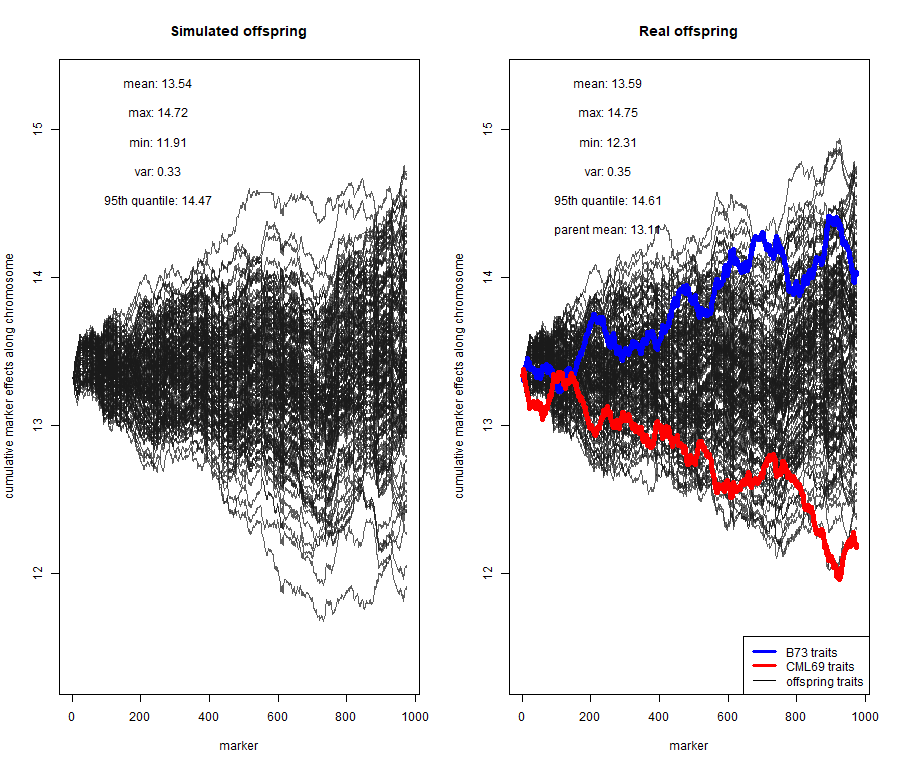 Simulated offspring
mean: 13.54
max: 14.72
min: 11.91
var: 0.33
95th quantile: 14.47
cumulative marker effects along chromosome
15
14
13
12
0 200 400 600 800 1000
marker
Real offspring
mean: 13.59
max: 14.75
min: 12.31
var: 0.35
95th quantile: 14.61
parent mean: 13.11
cumulative marker effects along chromosome
15
14
13
12
B73 traits
CML69 traits
offspring traits
0 200 400 600 800 1000
marker